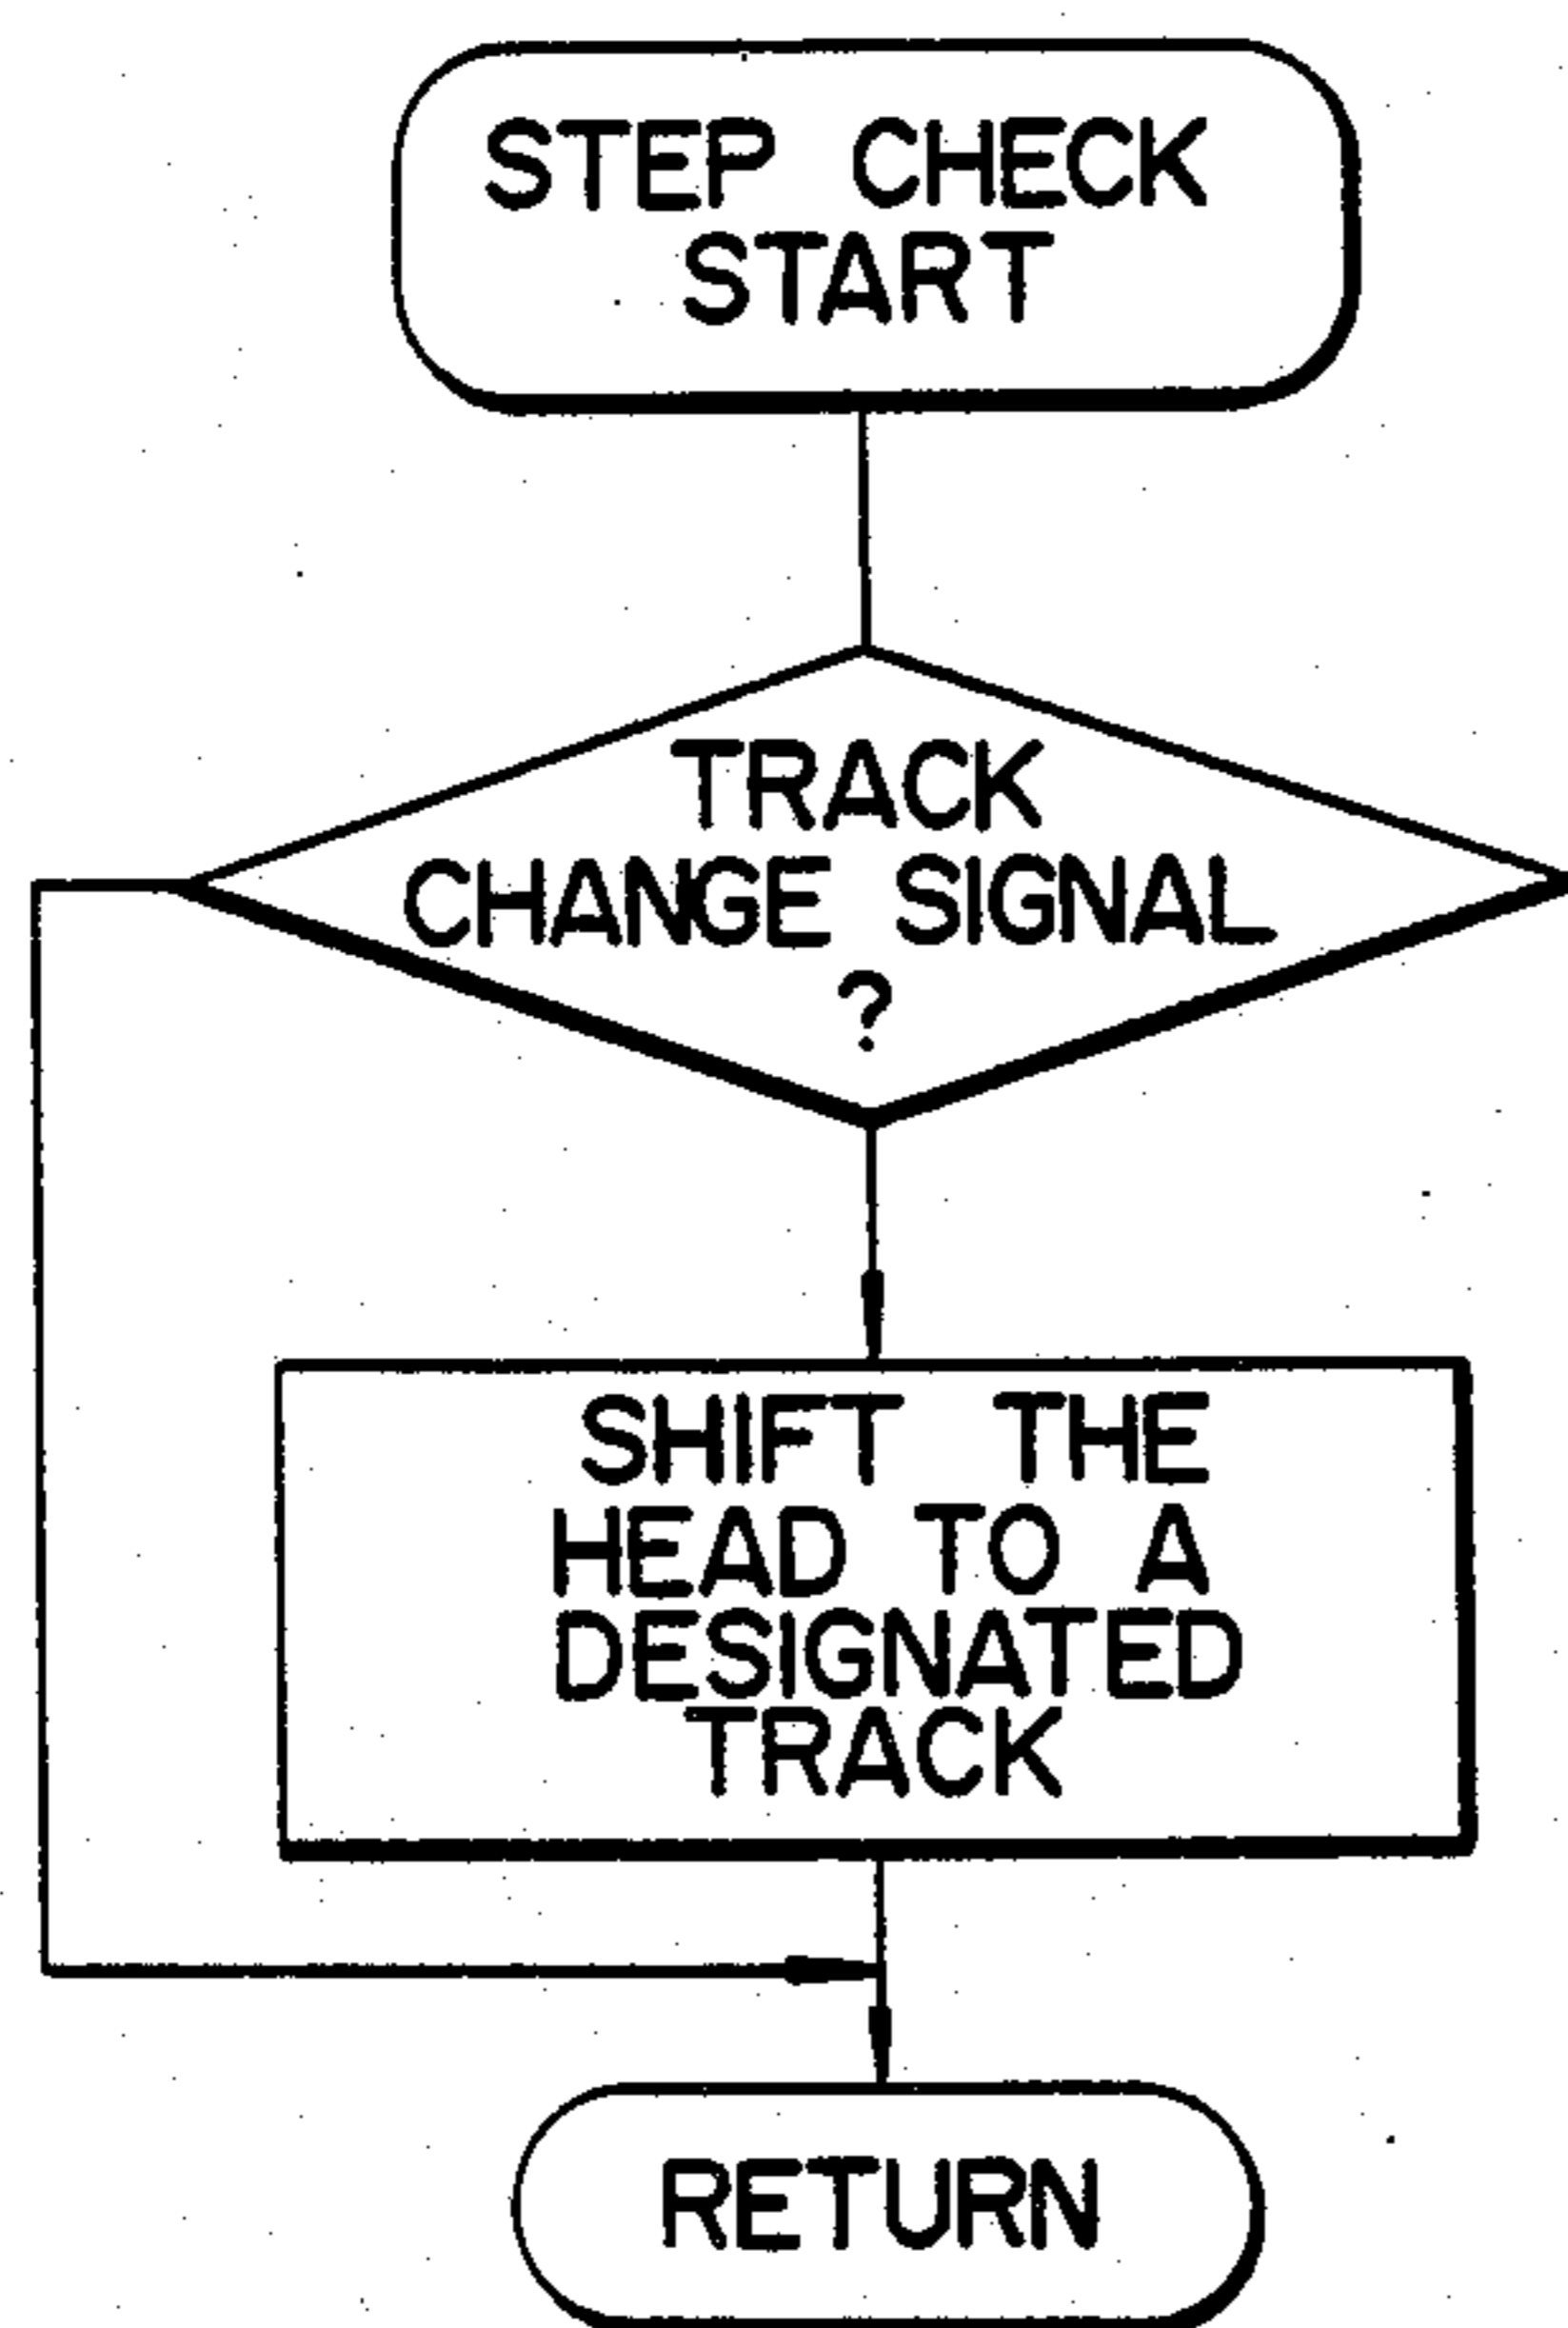 STEP CHECK
START
TRACK
CHANGE SIGNAL
?
SHIFT THE
HEAD TO A
DESIGNATED
TRACK
RETURN